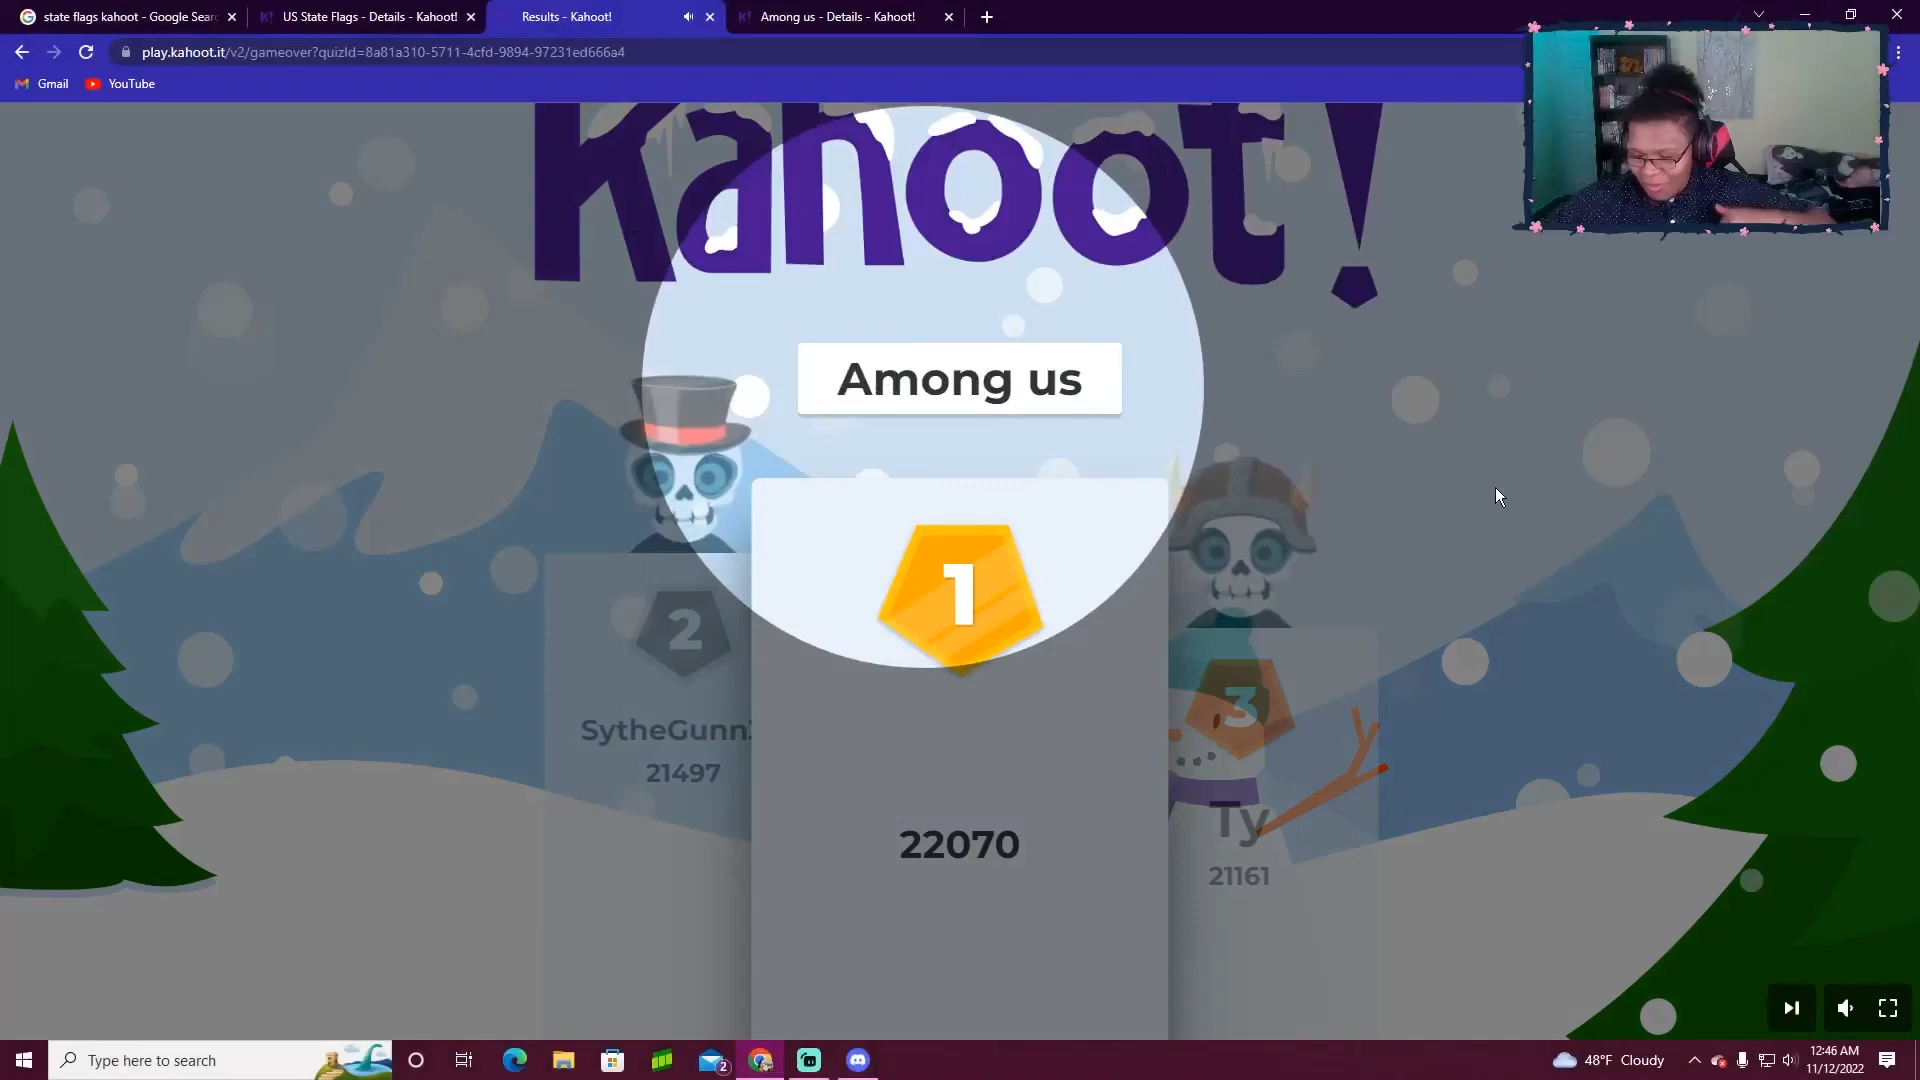 state flags kahoot - Google Sear
US State Flags - Details - Kahoot!
Results - Kahoot!
Among us - Details - Kahoot!
play.kahoot.it/v2/gameover?quizId=8a81a310-5711-4cfd-9894-97231ed666a4
Gmail
YouTube
Kahoot!
Among us
1
2
3
SytheGunn
21497
22070
Ty
21161
Type here to search
2
48°F Cloudy
12:46 AM
11/12/2022